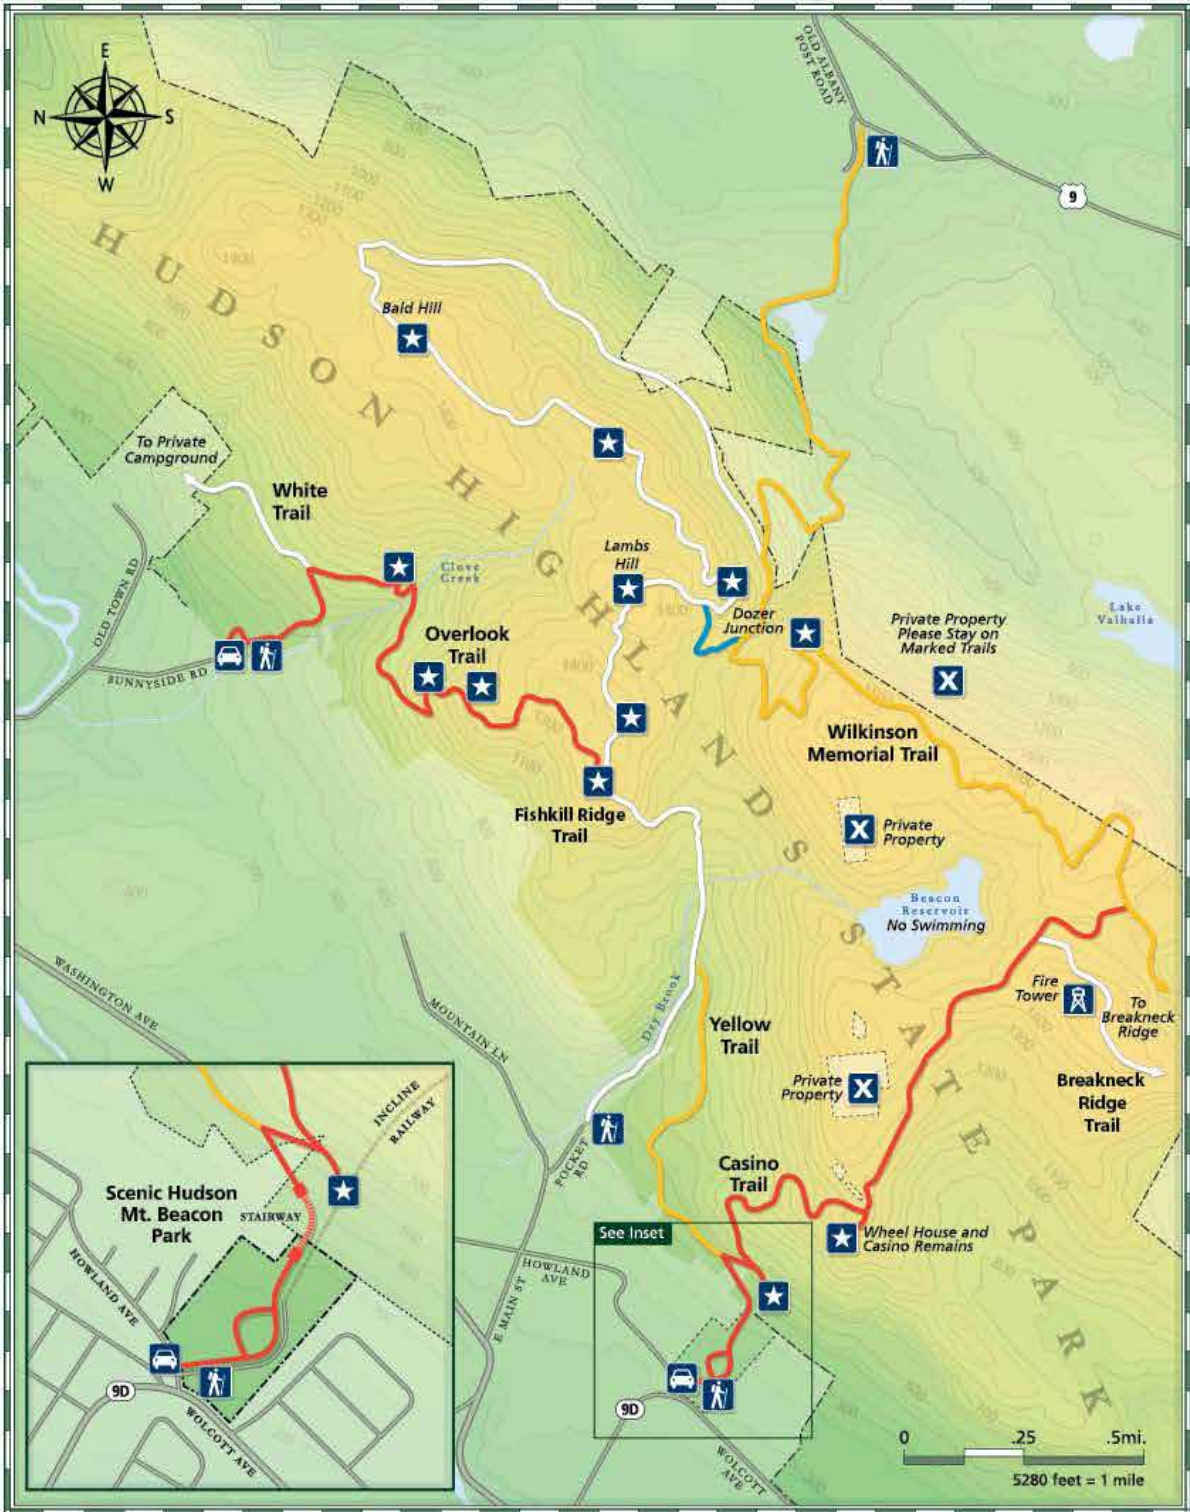 E
N
S
W
OLD ALBANY
POST ROAD
9
HUDSON HIGHLANDS STATE PARK
Bald Hill
To Private
Campground
White
Trail
Clove
Creek
Lambs
Hill
OLD TOWN RD
SUNNYSIDE RD
Overlook
Trail
Dozer
Junction
Private Property
Please Stay on
Marked Trails
X
Lake
Valhalla
Wilkinson
Memorial Trail
Fishkill Ridge
Trail
X
Private
Property
Beacon
Reservoir
No Swimming
WASHINGTON AVE
MOUNTAIN LN
Dry Brook
Yellow
Trail
Fire
Tower
To
Breakneck
Ridge
Private
Property
X
Breakneck
Ridge
Trail
POCKET
RD
Casino
Trail
Wheel House and
Casino Remains
See Inset
HOWLAND
AVE
E MAIN ST
9D
WOLCOTT
AVE
INCLINE
RAILWAY
Scenic Hudson
Mt. Beacon
Park
STAIRWAY
HOWLAND AVE
9D
WOLCOTT AVE
0 .25 .5mi.
5280 feet = 1 mile